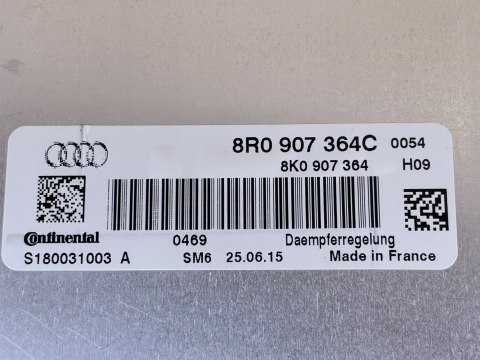 8R0 907 364C 0054
8K0 907 364 H09
Continental 0469 Daempferregelung
S180031003 A SM6 25.06.15 Made in France